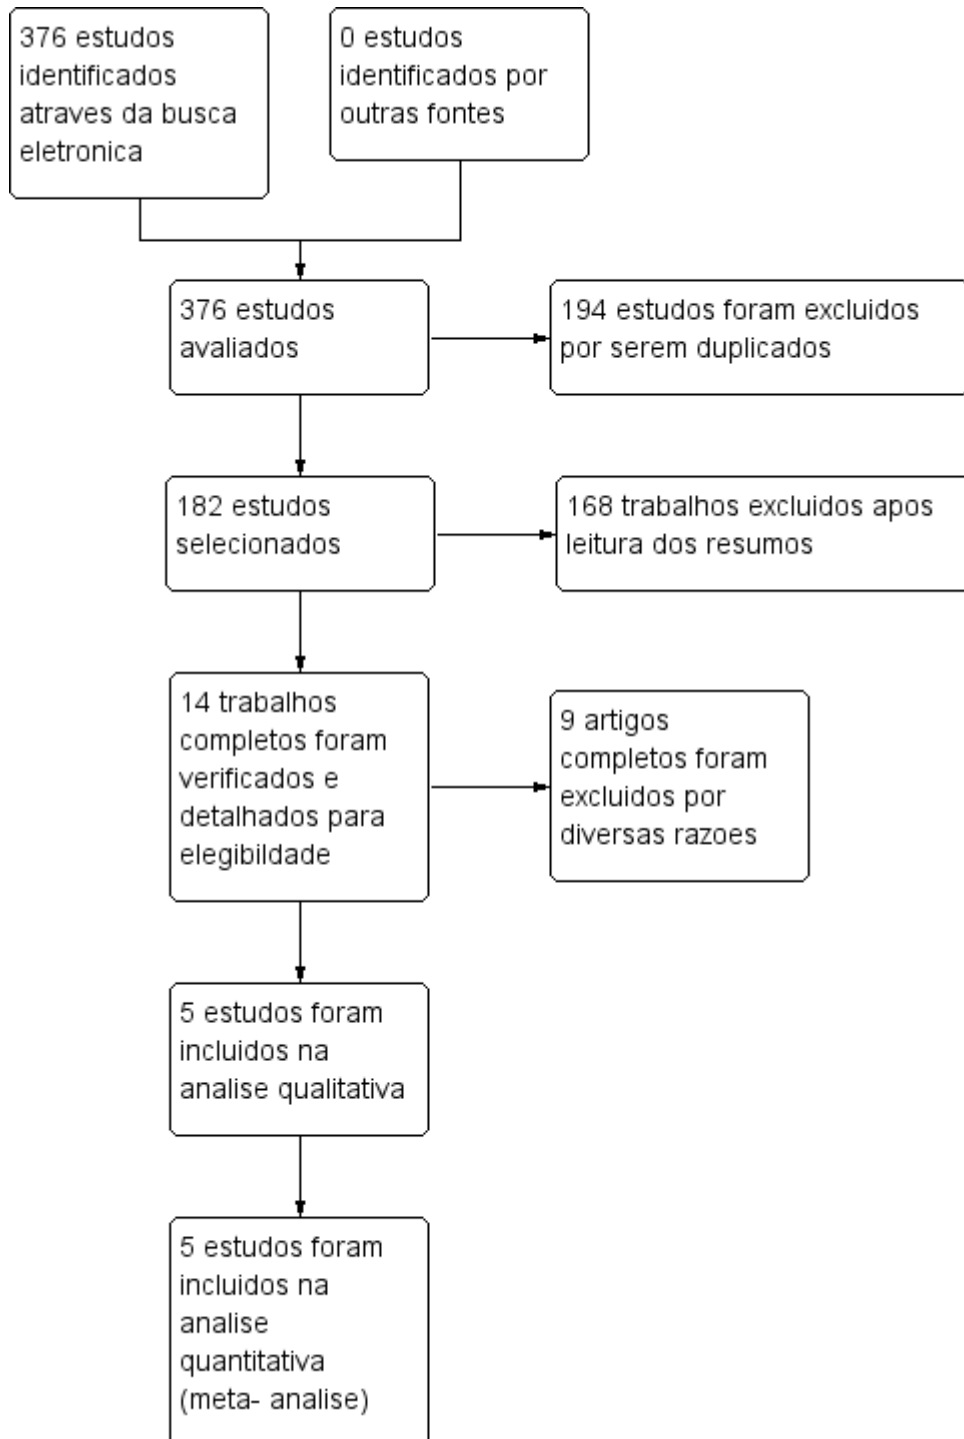 376 estudos
identificados
atraves da busca
eletronica
0 estudos
identificados por
outras fontes
376 estudos
avaliados
194 estudos foram excluidos
por serem duplicados
182 estudos
selecionados
168 trabalhos excluidos apos
leitura dos resumos
14 trabalhos
completos foram
verificados e
detalhados para
elegibildade
9 artigos
completos foram
excluidos por
diversas razoes
5 estudos foram
incluidos na
analise qualitativa
5 estudos foram
incluidos na
analise
quantitativa
(meta- analise)